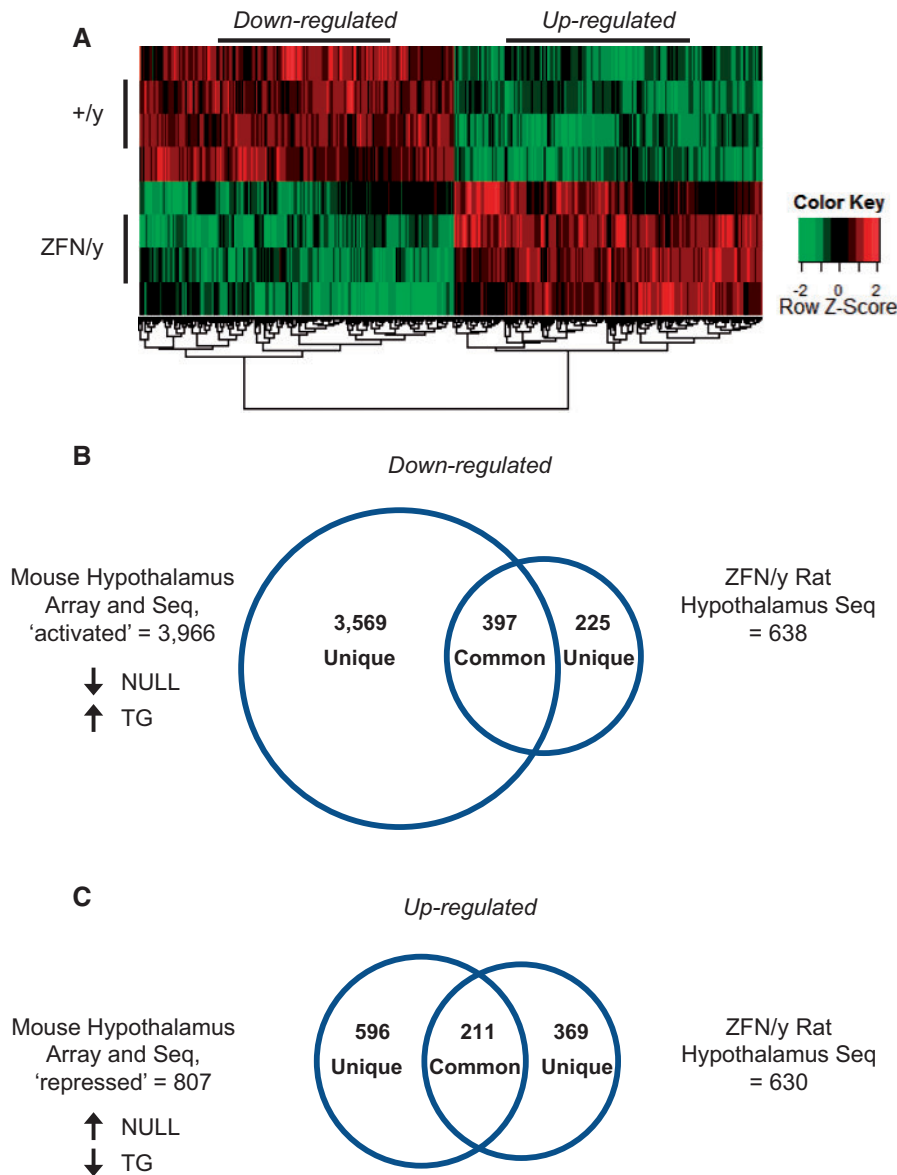 A
Down-regulated
Up-regulated
+/y
ZFN/y
Color Key
-2 0 2
Row Z-Score
B
Down-regulated
Mouse Hypothalamus
Array and Seq,
'activated' = 3,966
↓ NULL
↑ TG
3,569
Unique
397
Common
225
Unique
ZFN/y Rat
Hypothalamus Seq
= 638
C
Up-regulated
Mouse Hypothalamus
Array and Seq,
'repressed' = 807
↑ NULL
↓ TG
596
Unique
211
Common
369
Unique
ZFN/y Rat
Hypothalamus Seq
= 630